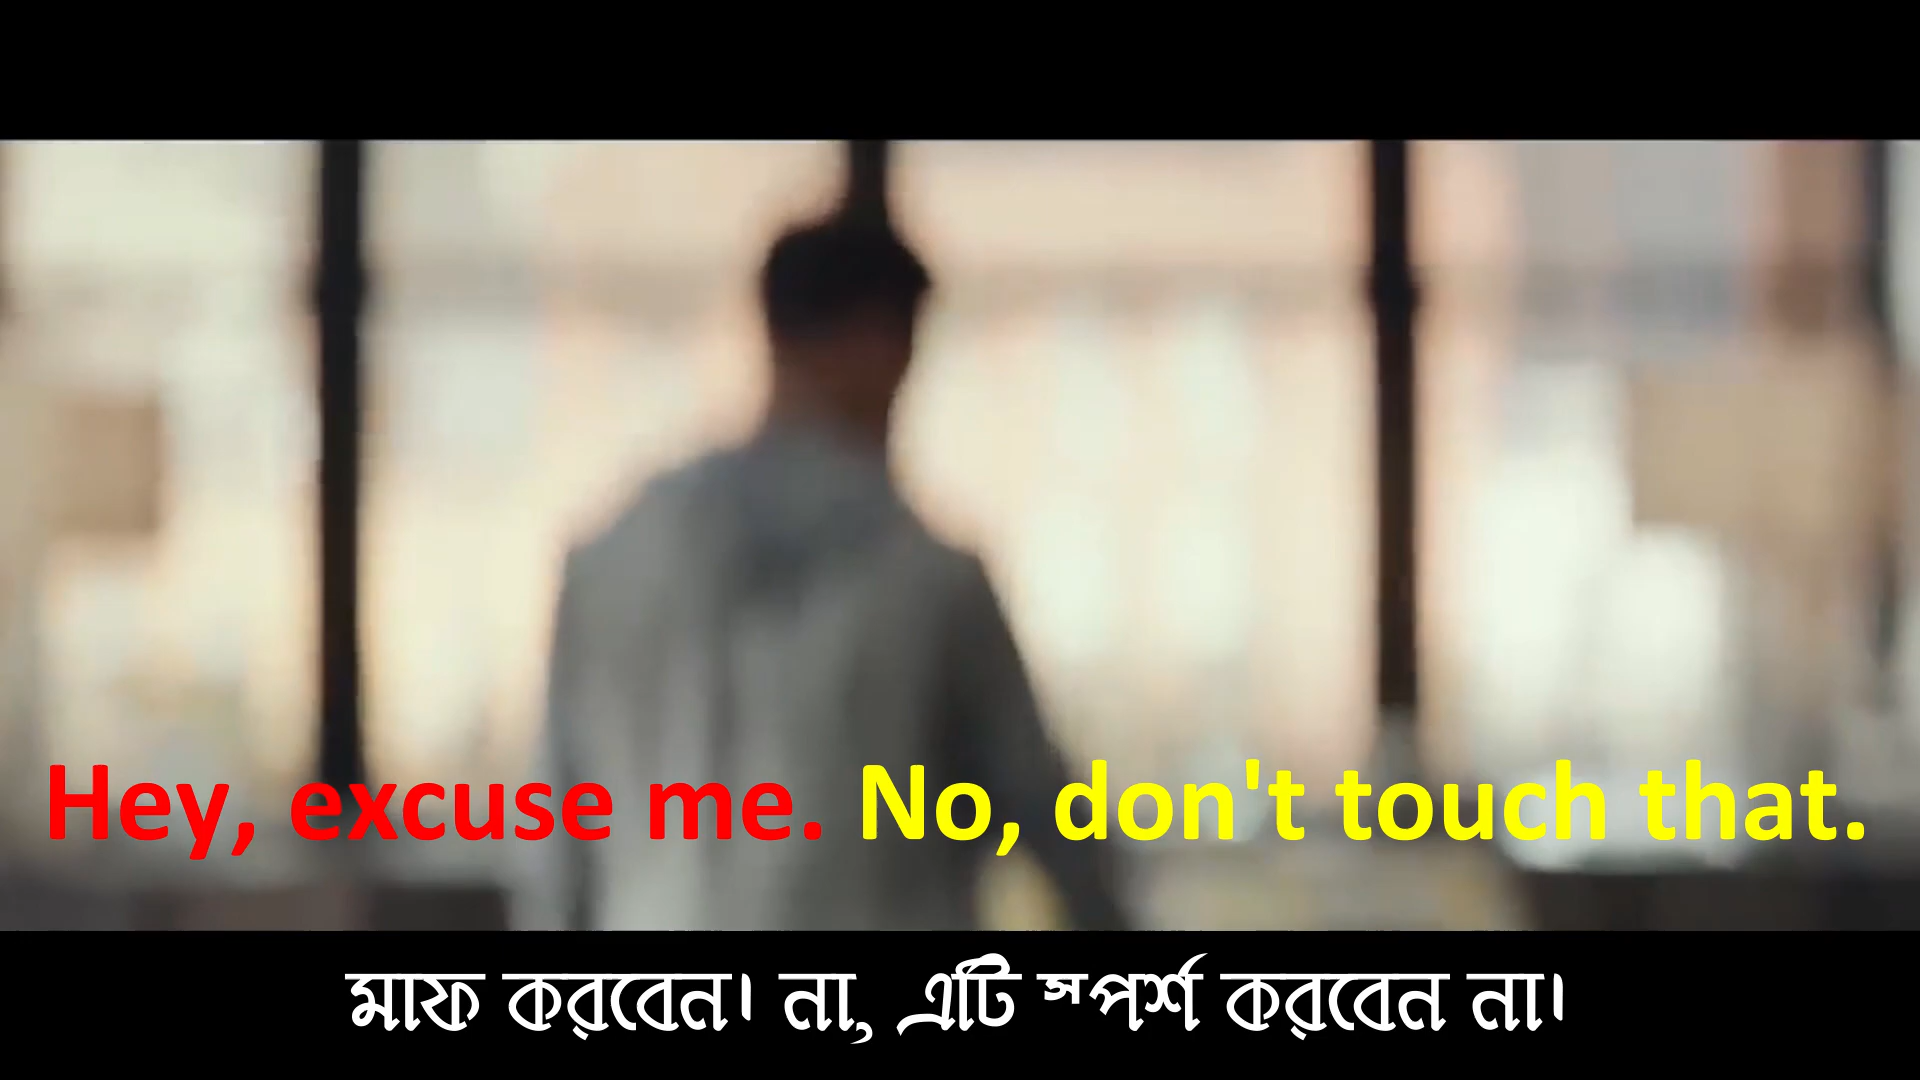 Hey, excuse me. No, don't touch that.
মাফ করবেন। না, এটি স্পর্শ করবেন না।